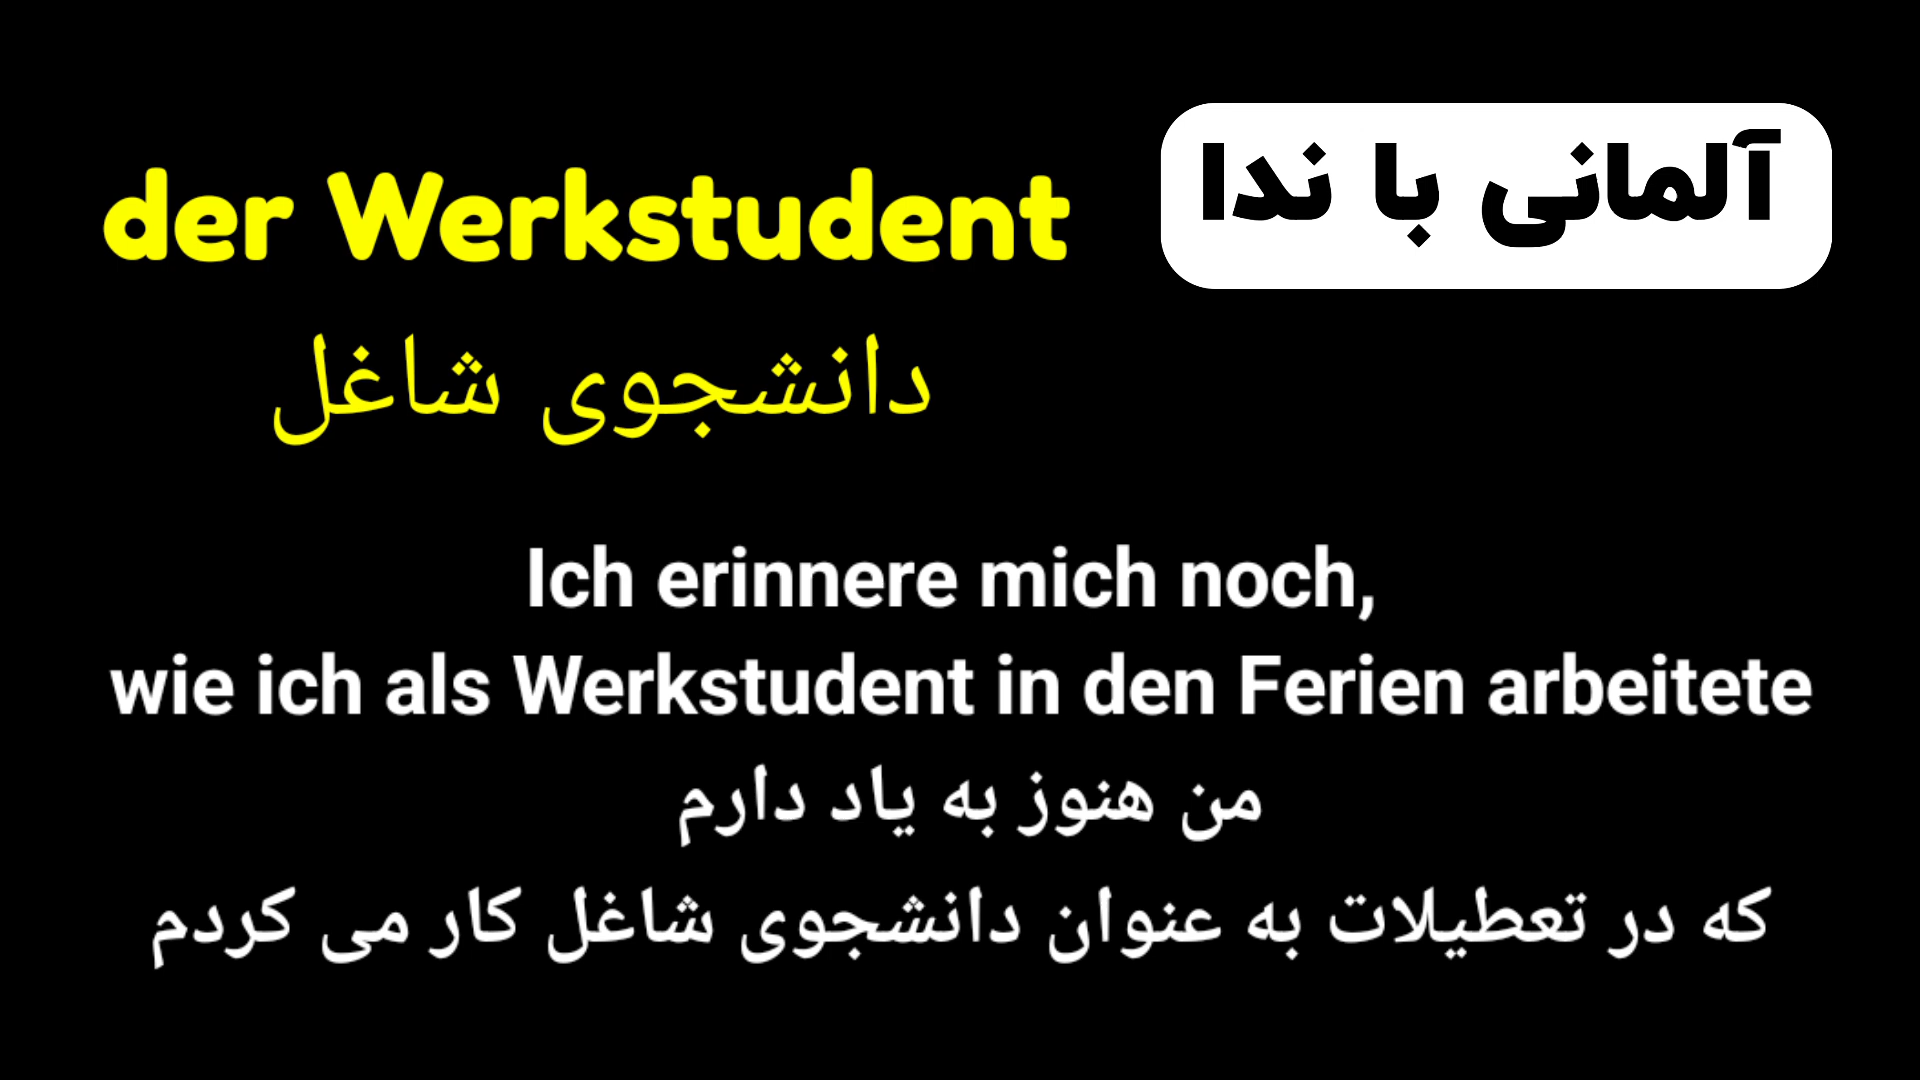 der Werkstudent
آلمانی با ندا
دانشجوی شاغل
Ich erinnere mich noch,
wie ich als Werkstudent in den Ferien arbeitete
من هنوز به یاد دارم
که در تعطیلات به عنوان دانشجوی شاغل کار می کردم